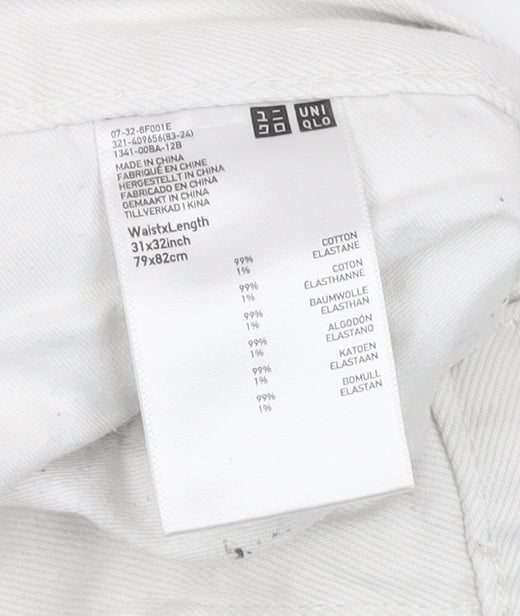 ユニ
クロ
UNI
QLO
07-32-8F001E
321-409656(83-24)
1341-00BA-12B
MADE IN CHINA
FABRIQUÉ EN CHINE
HERGESTELLT IN CHINA
FABRICADO EN CHINA
GEMAAKT IN CHINA
TILLVERKAD I KINA
WaistxLength
31x32inch
79x82cm
99% COTTON
1% ELASTANE
99% COTON
1% ÉLASTHANNE
99% BAUMWOLLE
1% ELASTHAN
99% ALGODÓN
1% ELASTANO
99% KATOEN
1% ELASTAAN
99% BOMULL
1% ELASTAN